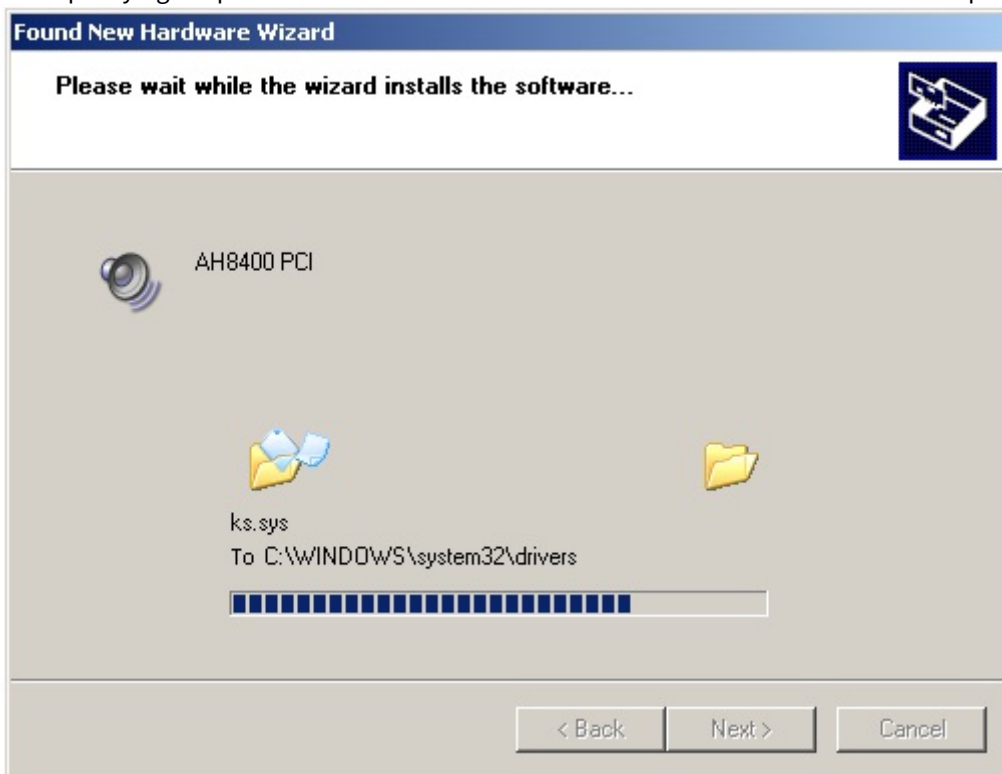 Found New Hardware Wizard
Please wait while the wizard installs the software...
AH8400 PCI
ks.sys
To C:\WINDOWS\system32\drivers
< Back
Next >
Cancel